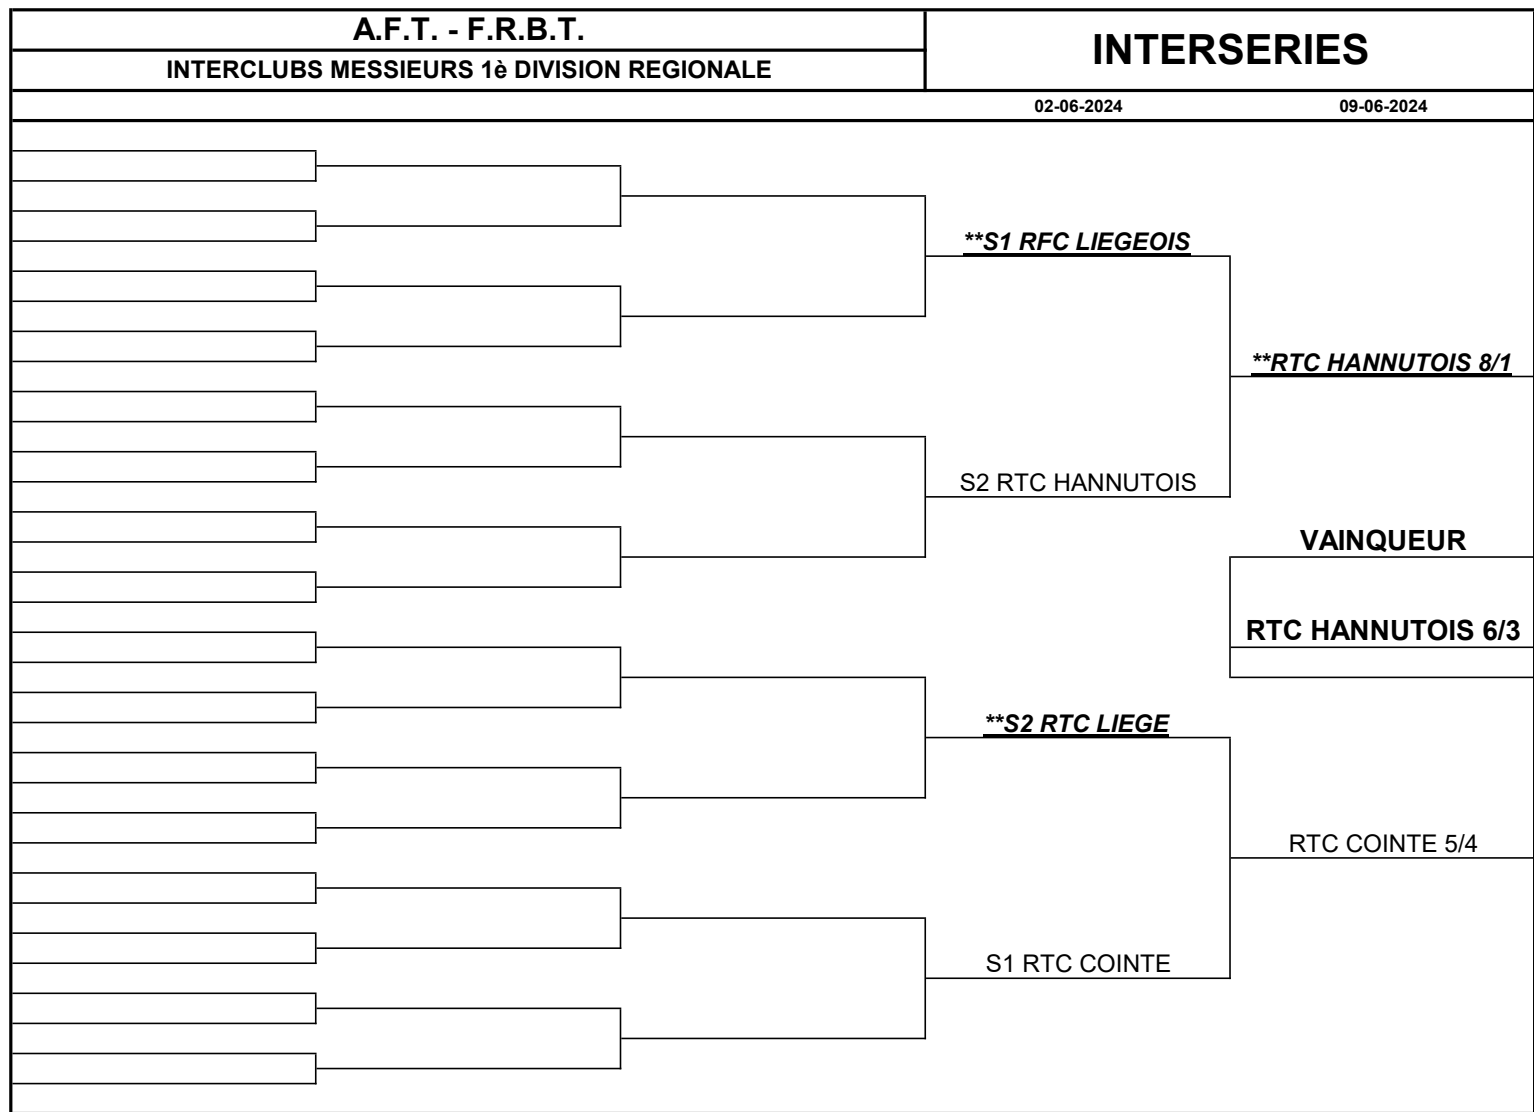 A.F.T. - F.R.B.T.
INTERCLUBS MESSIEURS 1è DIVISION REGIONALE
INTERSERIES
02-06-2024
09-06-2024
**S1 RFC LIEGEOIS
**RTC HANNUTOIS 8/1
S2 RTC HANNUTOIS
VAINQUEUR
RTC HANNUTOIS 6/3
**S2 RTC LIEGE
RTC COINTE 5/4
S1 RTC COINTE